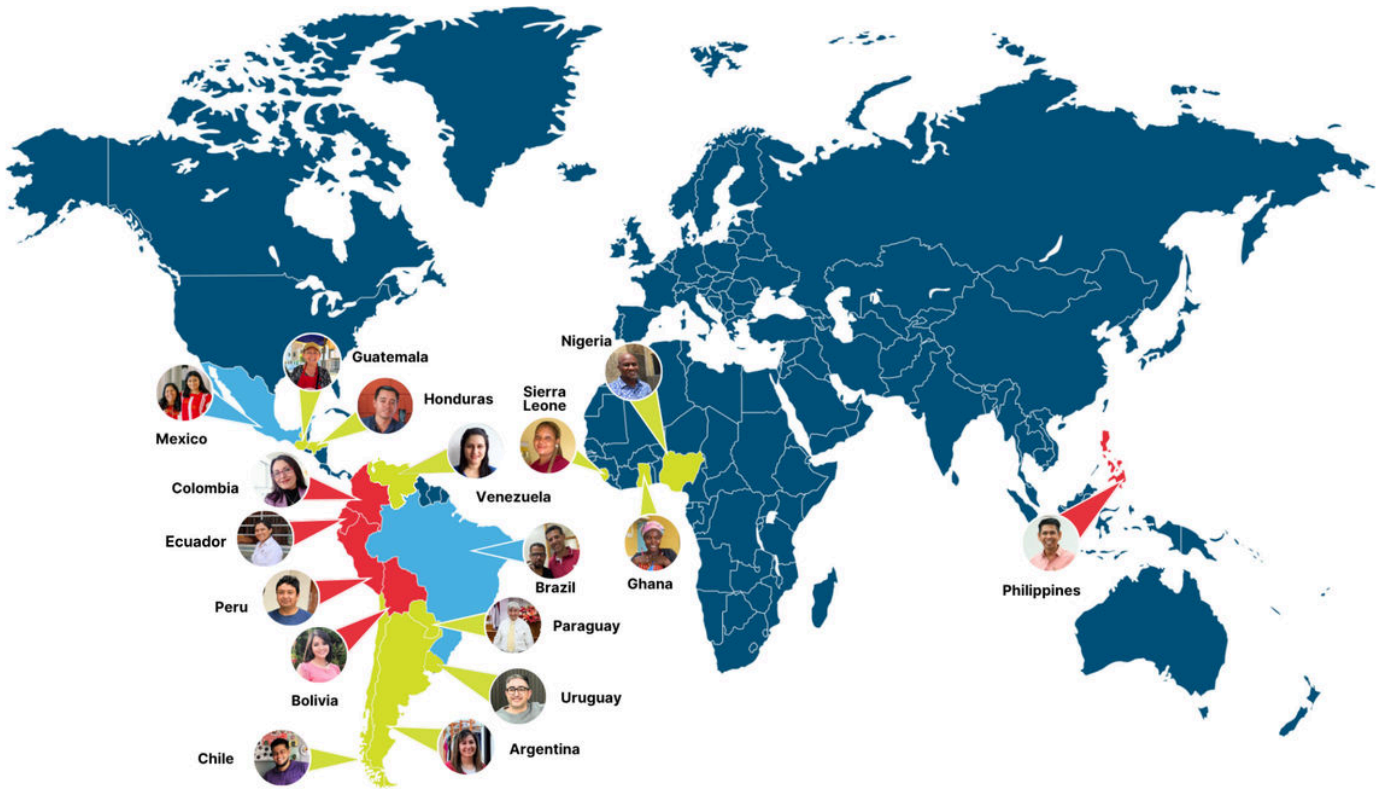 Guatemala
Nigeria
Honduras
Sierra
Leone
Mexico
Colombia
Venezuela
Ecuador
Brazil
Ghana
Philippines
Peru
Paraguay
Bolivia
Uruguay
Argentina
Chile